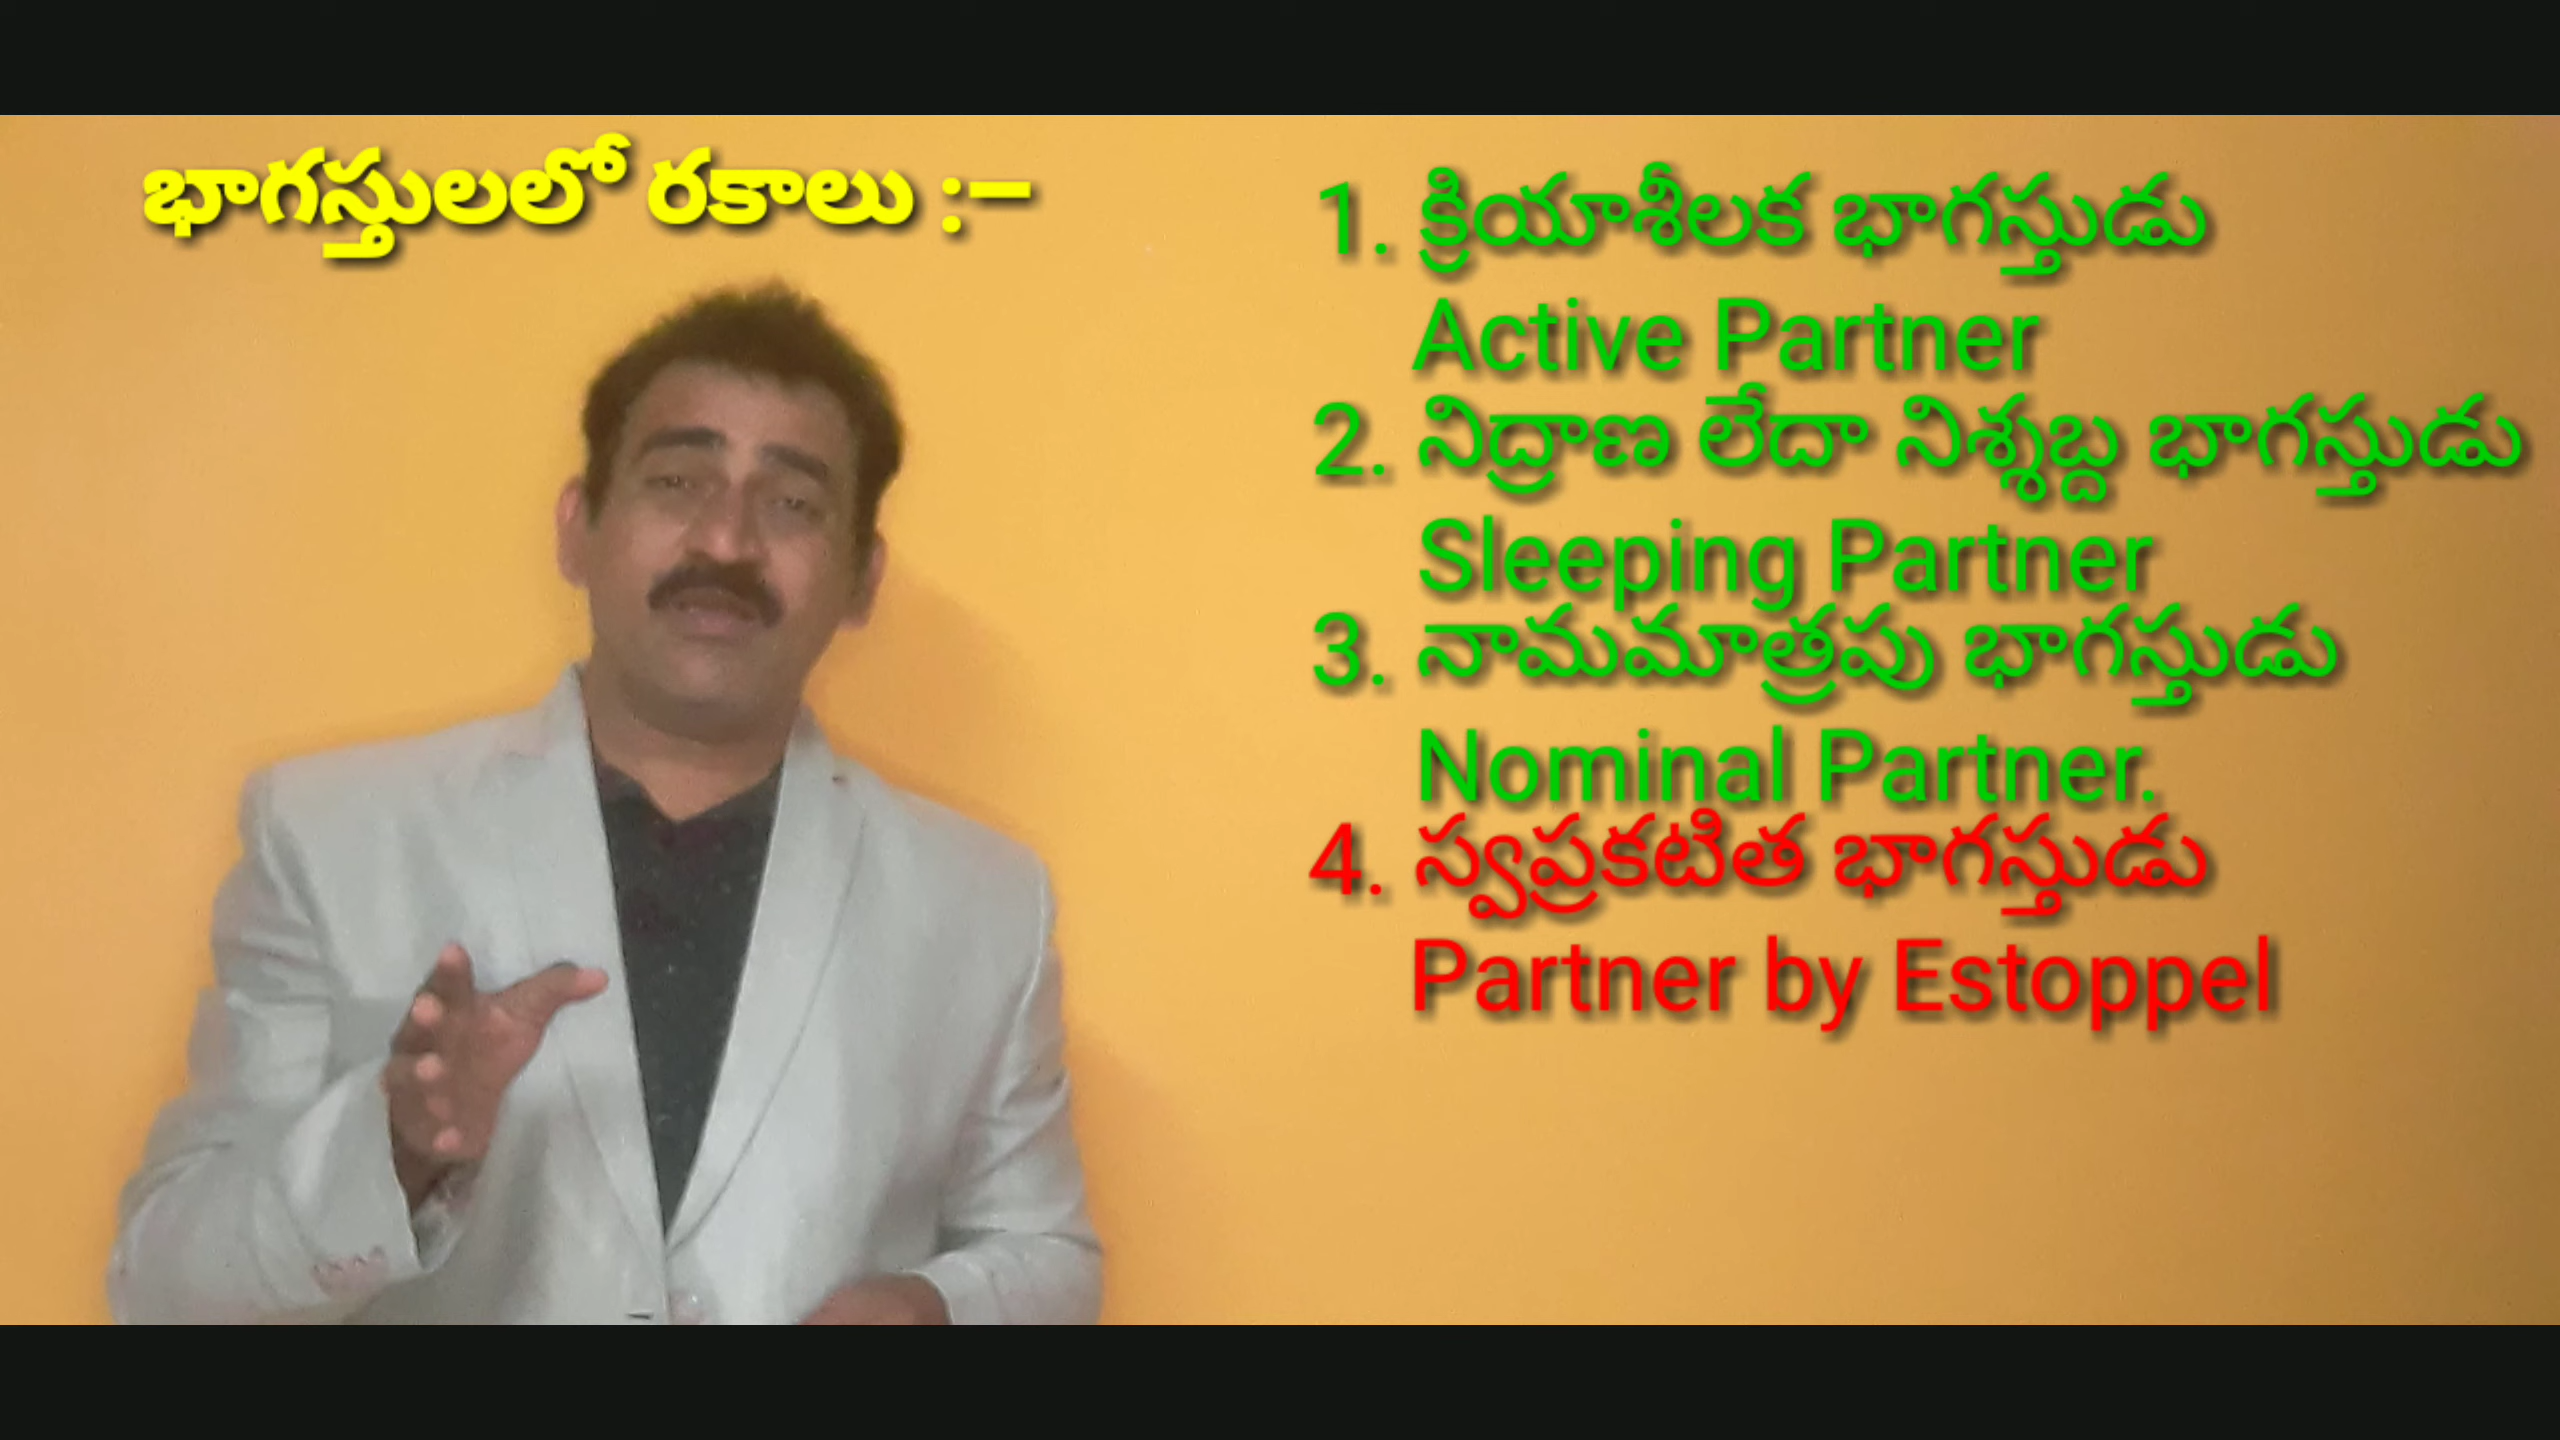 భాగస్తులలో రకాలు :–
1. క్రియాశీలక భాగస్తుడు
Active Partner
2. నిద్రాణ లేదా నిశ్శబ్ద భాగస్తుడు
Sleeping Partner
3. నామమాత్రపు భాగస్తుడు
Nominal Partner.
4. స్వప్రకటిత భాగస్తుడు
Partner by Estoppel